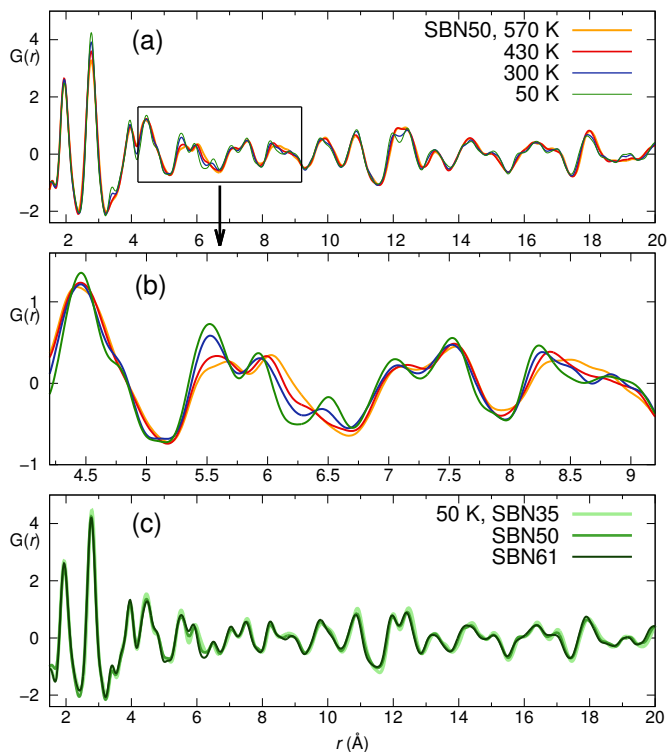 (a)
SBN50, 570 K
430 K
300 K
50 K
G(r)
4
2
0
−2
2 4 6 8 10 12 14 16 18 20
(b)
G(r)
1
0
−1
4.5 5 5.5 6 6.5 7 7.5 8 8.5 9
(c)
50 K, SBN35
SBN50
SBN61
G(r)
4
2
0
−2
2 4 6 8 10 12 14 16 18 20
r (Å)